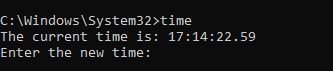 C:\Windows\System32>time
The current time is: 17:14:22.59
Enter the new time: